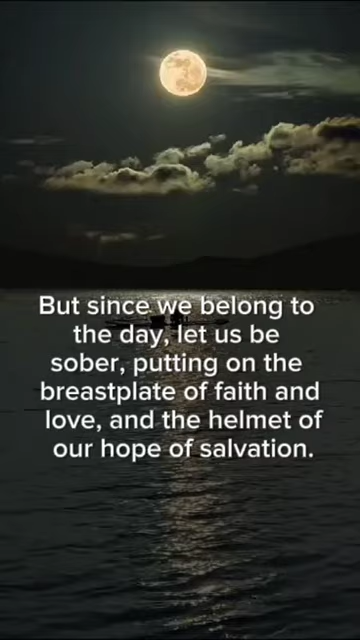 But since we belong to
the day, let us be
sober, putting on the
breastplate of faith and
love, and the helmet of
our hope of salvation.